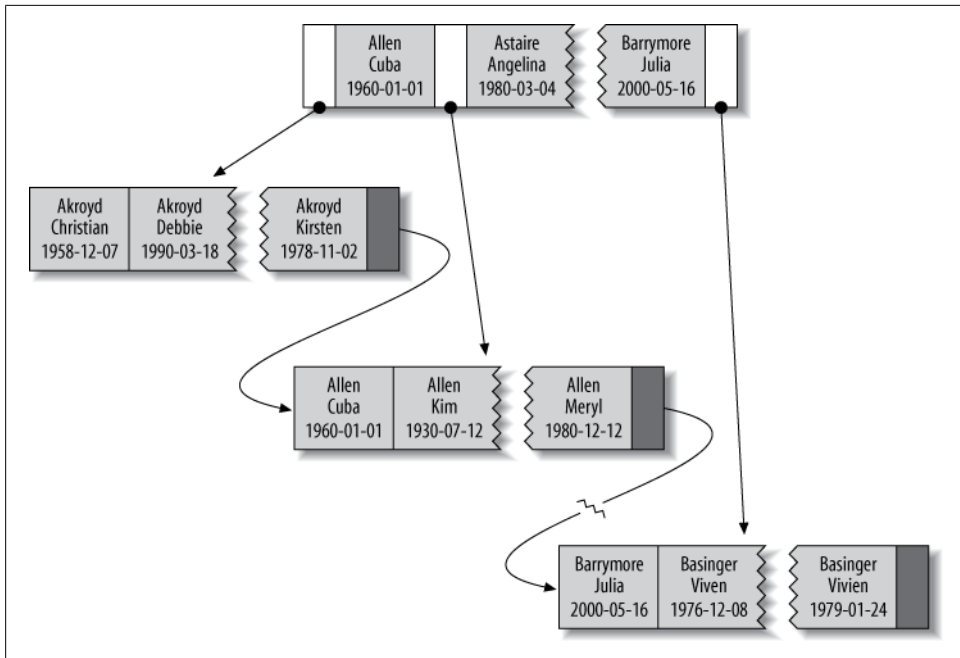 Allen
Cuba
1960-01-01
Astaire
Angelina
1980-03-04
Barrymore
Julia
2000-05-16
Akroyd
Christian
1958-12-07
Akroyd
Debbie
1990-03-18
Akroyd
Kirsten
1978-11-02
Allen
Cuba
1960-01-01
Allen
Kim
1930-07-12
Allen
Meryl
1980-12-12
Barrymore
Julia
2000-05-16
Basinger
Viven
1976-12-08
Basinger
Vivien
1979-01-24